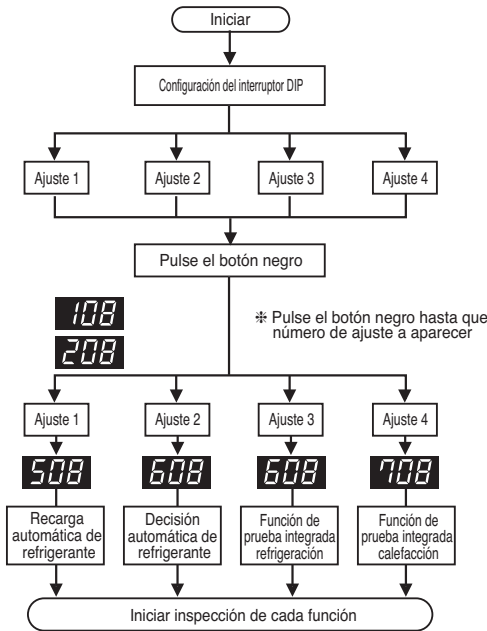 Iniciar
Configuración del interruptor DIP
Ajuste 1
Ajuste 2
Ajuste 3
Ajuste 4
Pulse el botón negro
108
208
❈ Pulse el botón negro hasta que
número de ajuste a aparecer
Ajuste 1
Ajuste 2
Ajuste 3
Ajuste 4
508
608
608
708
Recarga
automática de
refrigerante
Decisión
automática de
refrigerante
Función de
prueba integrada
refrigeración
Función de
prueba integrada
calefacción
Iniciar inspección de cada función